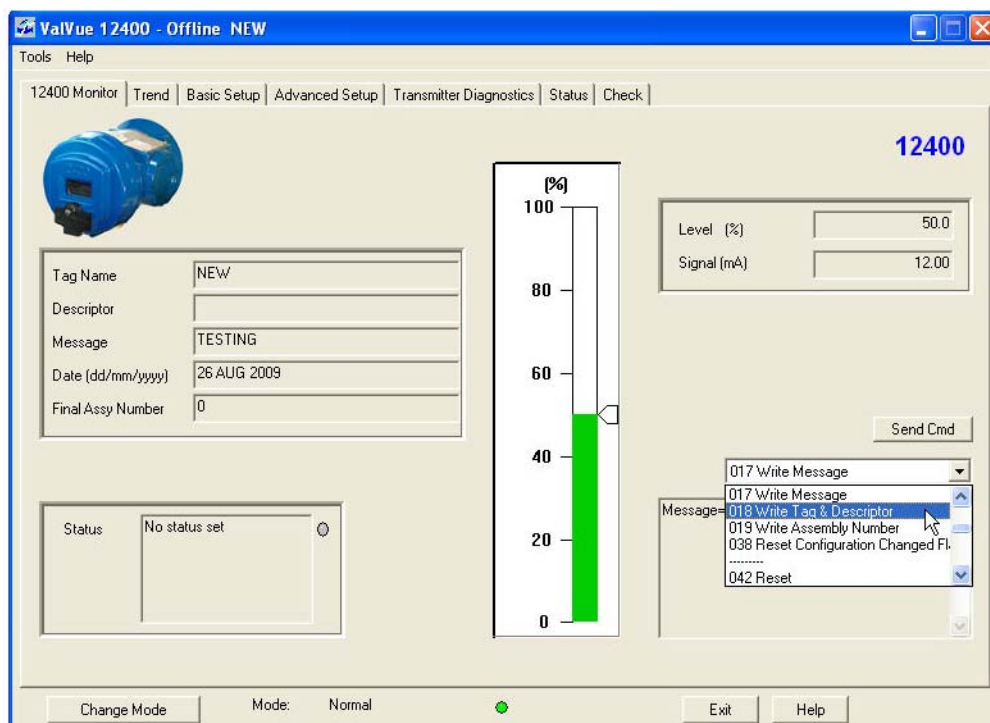 ValVue 12400 - Offline NEW
Tools Help
12400 Monitor Trend Basic Setup Advanced Setup Transmitter Diagnostics Status Check
12400
(%)
100
80
60
40
20
0
Level (%) 50.0
Signal (mA) 12.00
Tag Name NEW
Descriptor
Message TESTING
Date (dd/mm/yyyy) 26 AUG 2009
Final Assy Number 0
Send Cmd
017 Write Message
017 Write Message
018 Write Tag & Descriptor
019 Write Assembly Number
038 Reset Configuration Changed
---------
042 Reset
Message=
Status No status set
Change Mode Mode: Normal Exit Help